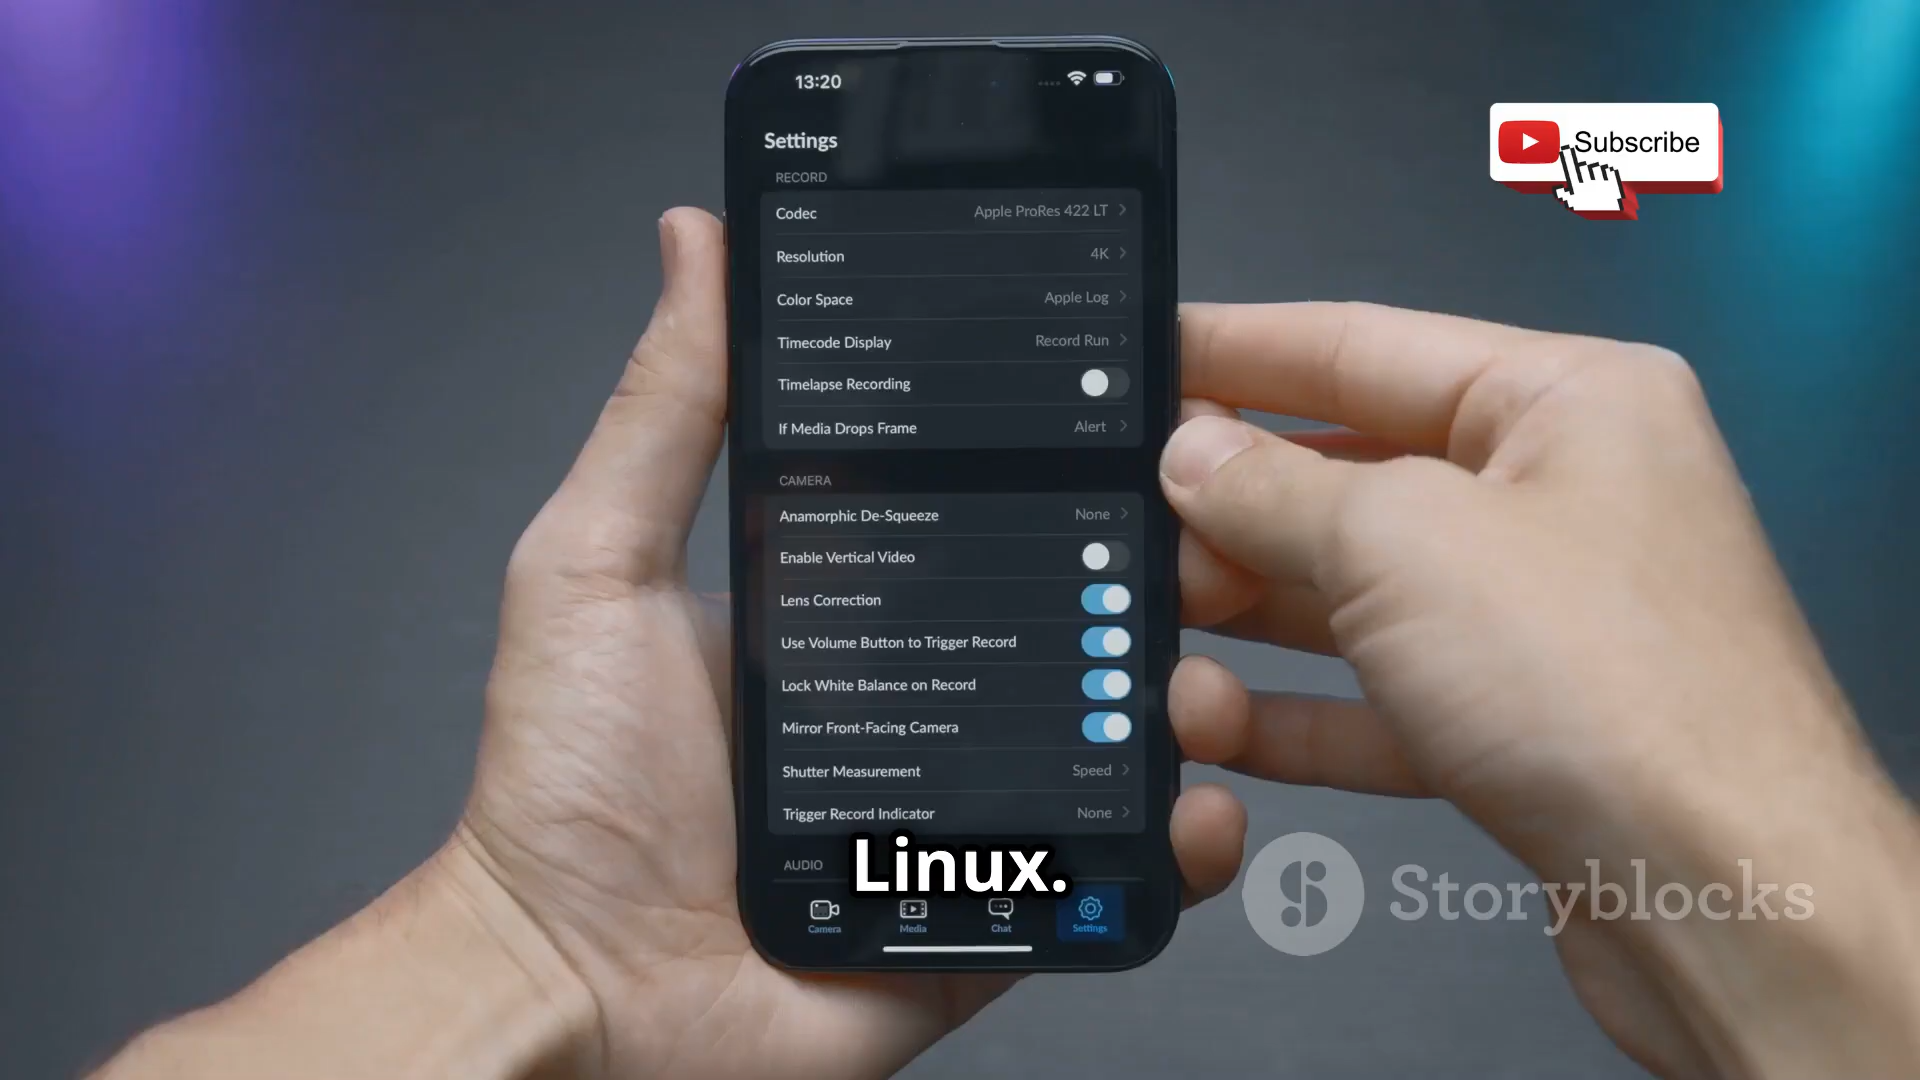 13:20
Settings
Subscribe
RECORD
Codec Apple ProRes 422 LT
Resolution 4K
Color Space Apple Log
Timecode Display Record Run
Timelapse Recording
If Media Drops Frame Alert
CAMERA
Anamorphic De-Squeeze None
Enable Vertical Video
Lens Correction
Use Volume Button to Trigger Record
Lock White Balance on Record
Mirror Front-Facing Camera
Shutter Measurement Speed
Trigger Record Indicator None
AUDIO
Linux.
Storyblocks
Camera Media Chat Settings